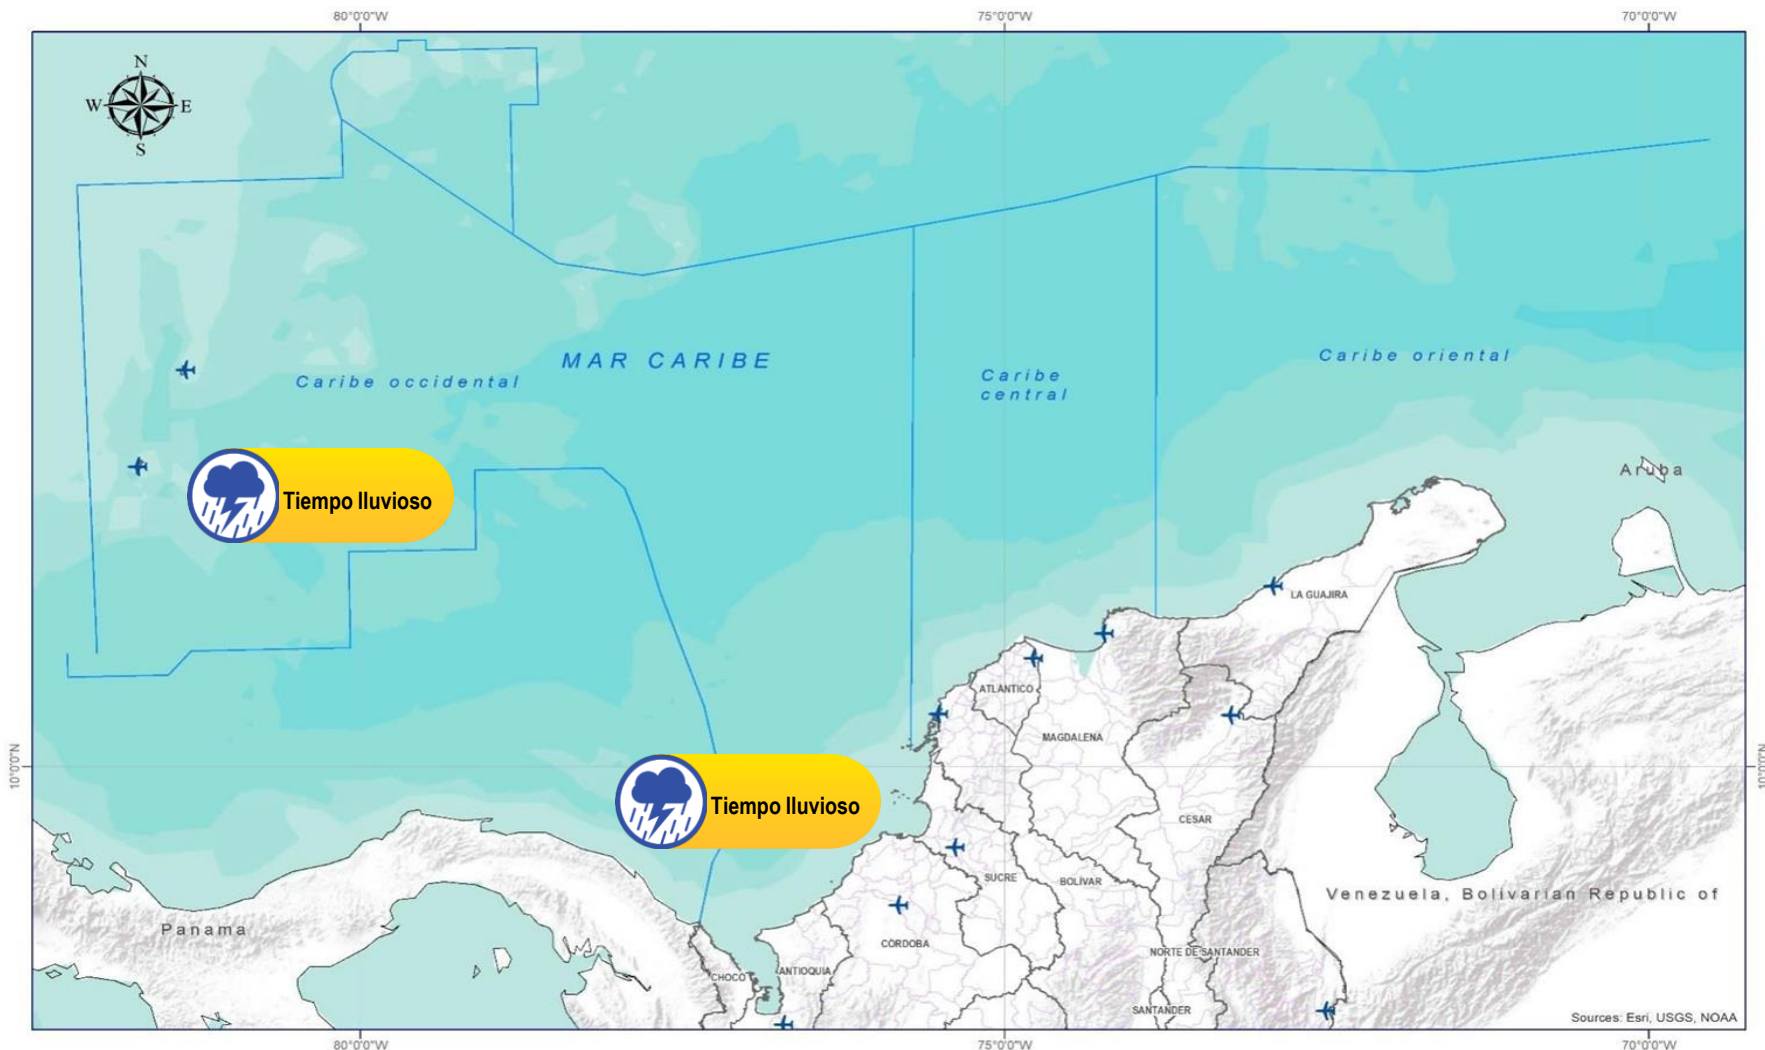 80°0'0"W
75°0'0"W
70°0'0"W
N
W
E
S
MAR CARIBE
Caribe occidental
Caribe
central
Caribe oriental
Aruba
Tiempo lluvioso
LA GUAJIRA
ATLANTICO
MAGDALENA
10°0'0"N
10°0'0"N
Tiempo lluvioso
CESAR
SUCRE
BOLÍVAR
Venezuela, Bolivarian Republic of
Panama
CÓRDOBA
NORTE DE SANTANDER
CHOCO
ANTIOQUIA
SANTANDER
Sources: Esri, USGS, NOAA
80°0'0"W
75°0'0"W
70°0'0"W